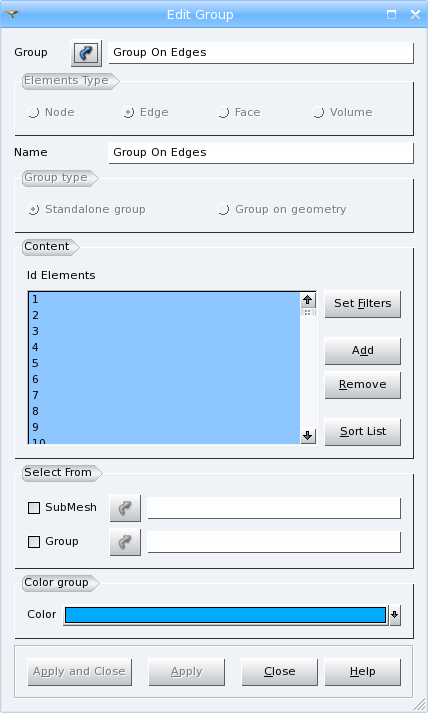 Edit Group
Group Group On Edges
Elements Type
Node Edge Face Volume
Name Group On Edges
Group type
Standalone group Group on geometry
Content
Id Elements
1
2
3
4
5
6
7
8
9
10
Set Filters
Add
Remove
Sort List
Select From
SubMesh
Group
Color group
Color
Apply and Close Apply Close Help